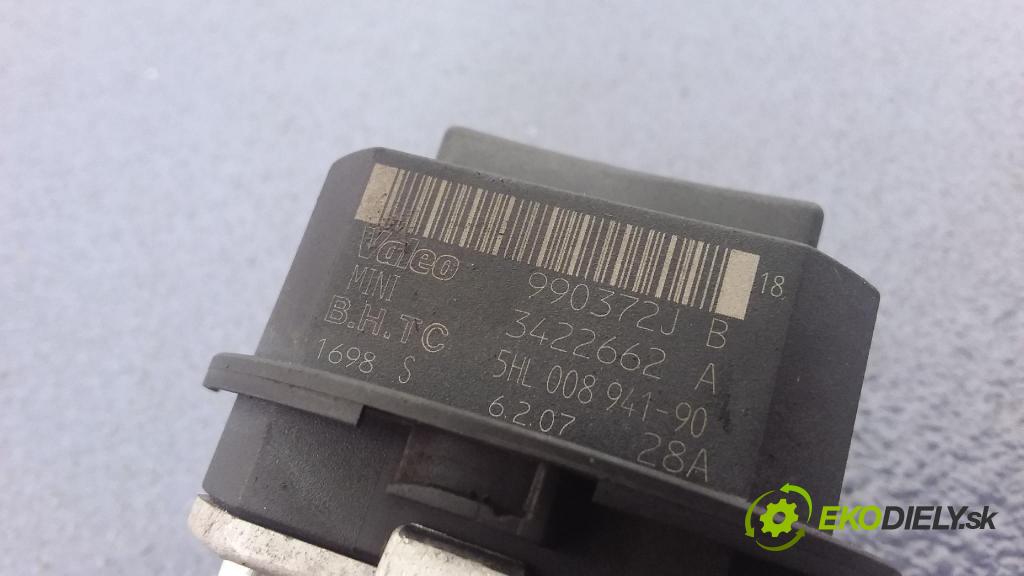 18.
Valeo 990372J B
MINI 3422662 A
B.H.TC 5HL 008 941-90
1698 S 6.2.07 28A
EKODIELY.sk